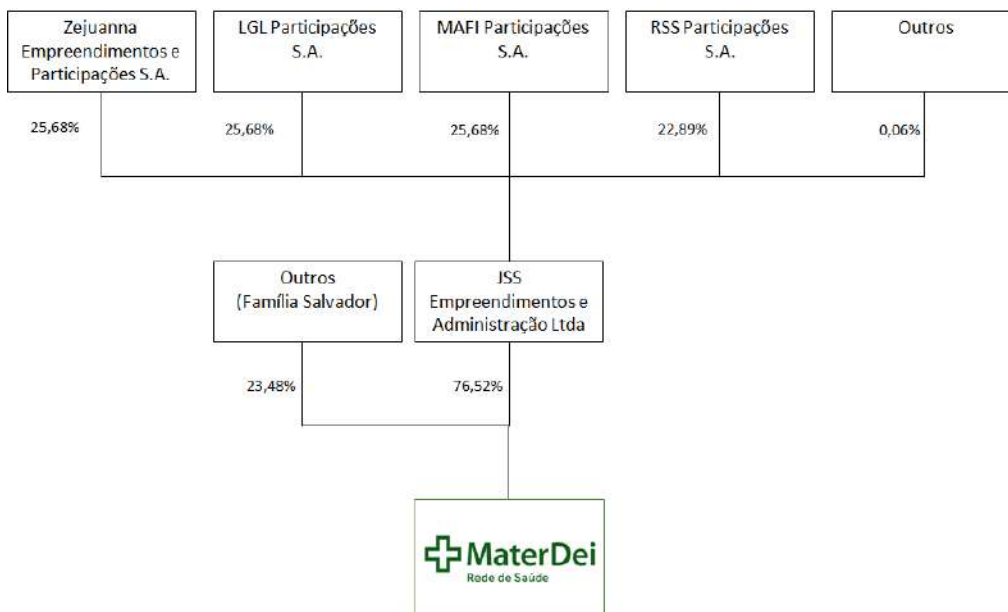 Zejuanna
Empreendimentos e
Participações S.A.
LGL Participações
S.A.
MAFI Participações
S.A.
RSS Participações
S.A.
Outros
25,68%
25,68%
25,68%
22,89%
0,06%
Outros
(Família Salvador)
JSS
Empreendimentos e
Administração Ltda
23,48%
76,52%
MaterDei
Rede de Saúde